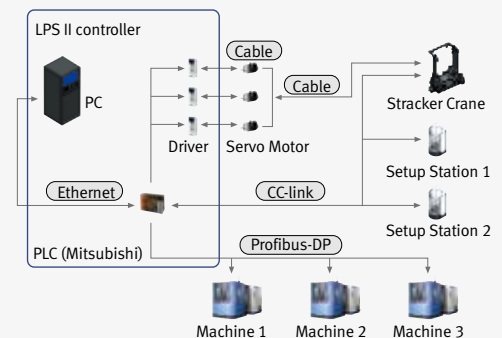 LPS II controller
Cable
Cable
PC
Stracker Crane
Driver
Servo Motor
Setup Station 1
Ethernet
CC-link
Setup Station 2
Profibus-DP
PLC (Mitsubishi)
Machine 1
Machine 2
Machine 3